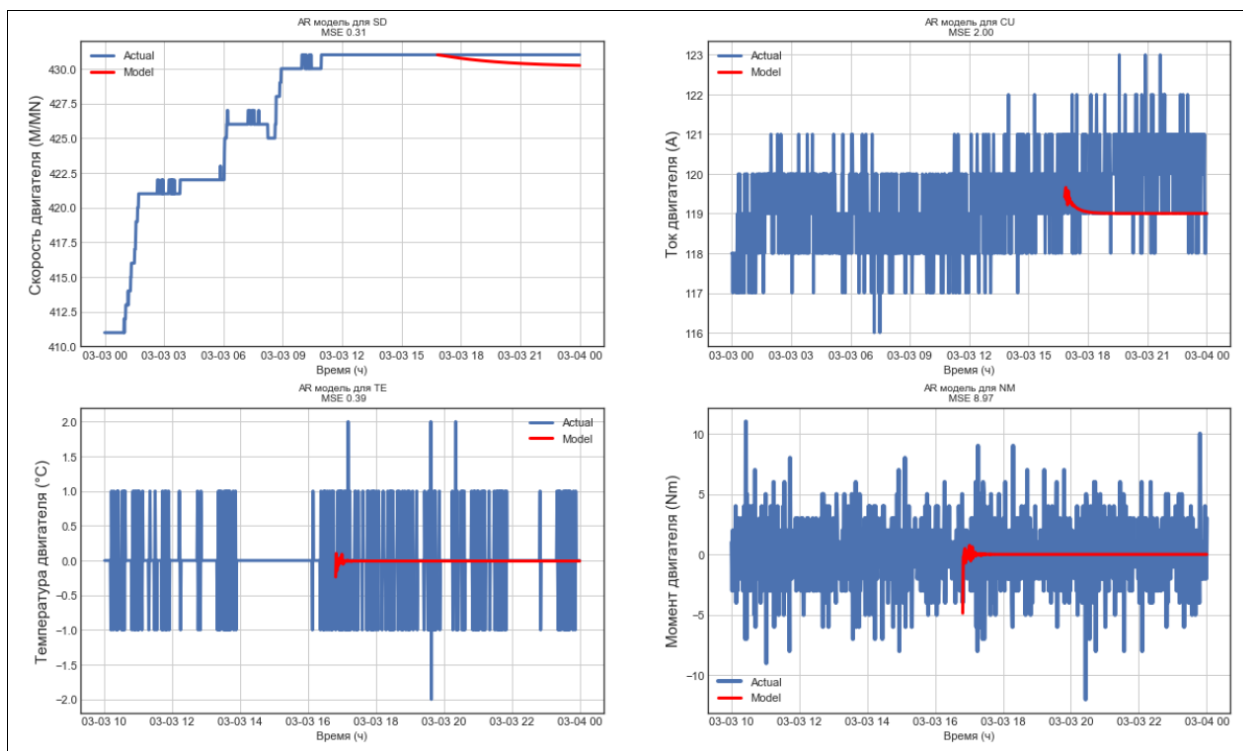 AR модель для SD
MSE 0.31
Actual
Model
Скорость двигателя (M/MN)
430.0
427.5
425.0
422.5
420.0
417.5
415.0
412.5
410.0
03-03 00 03-03 03 03-03 06 03-03 09 03-03 12 03-03 15 03-03 18 03-03 21 03-04 00
Время (ч)
AR модель для CU
MSE 2.00
Actual
Model
Ток двигателя (A)
123
122
121
120
119
118
117
116
03-03 00 03-03 03 03-03 06 03-03 09 03-03 12 03-03 15 03-03 18 03-03 21 03-04 00
Время (ч)
AR модель для TE
MSE 0.39
Actual
Model
Температура двигателя (°C)
2.0
1.5
1.0
0.5
0.0
−0.5
−1.0
−1.5
−2.0
03-03 10 03-03 12 03-03 14 03-03 16 03-03 18 03-03 20 03-03 22 03-04 00
Время (ч)
AR модель для NM
MSE 8.97
Actual
Model
Момент двигателя (Nm)
10
5
0
−5
−10
03-03 10 03-03 12 03-03 14 03-03 16 03-03 18 03-03 20 03-03 22 03-04 00
Время (ч)